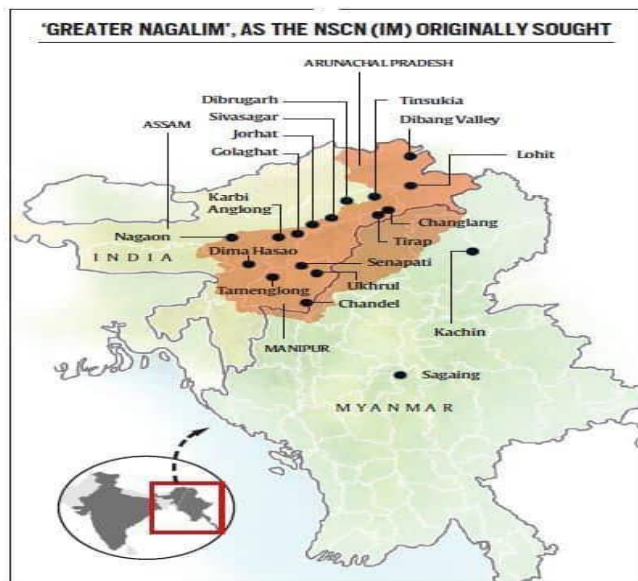 'GREATER NAGALIM', AS THE NSCN (IM) ORIGINALLY SOUGHT
ARUNACHAL PRADESH
Dibrugarh
Tinsukia
Sivasagar
Dibang Valley
ASSAM
Jorhat
Golaghat
Lohit
Karbi
Anglong
Changlang
Nagaon
Tirap
Dima Hasao
INDIA
Senapati
Ukhrul
Tamenglong
Chandel
Kachin
MANIPUR
Sagaing
MYANMAR